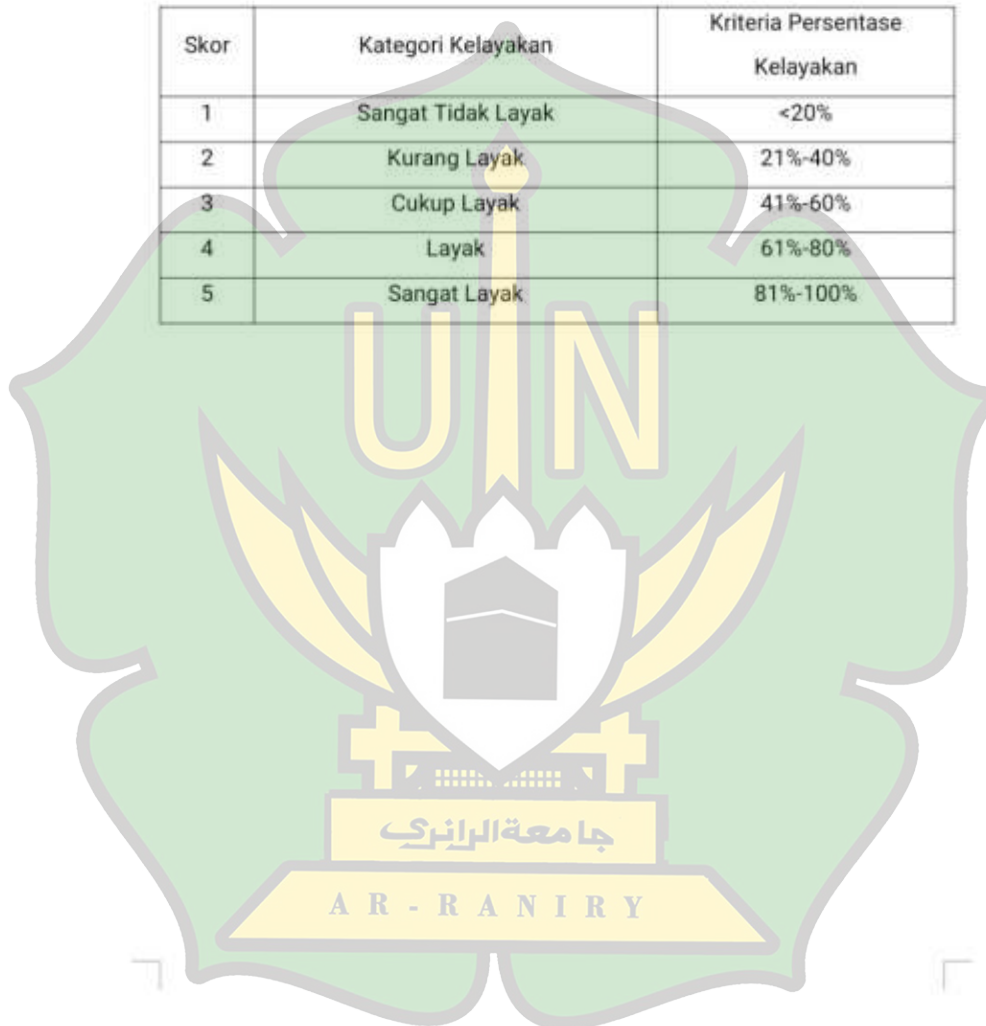 Skor Kategori Kelayakan Kriteria Persentase
Kelayakan
1 Sangat Tidak Layak <20%
2 Kurang Layak 21%-40%
3 Cukup Layak 41%-60%
4 Layak 61%-80%
5 Sangat Layak 81%-100%
UIN
جامعةالرانري
AR-RANIRY